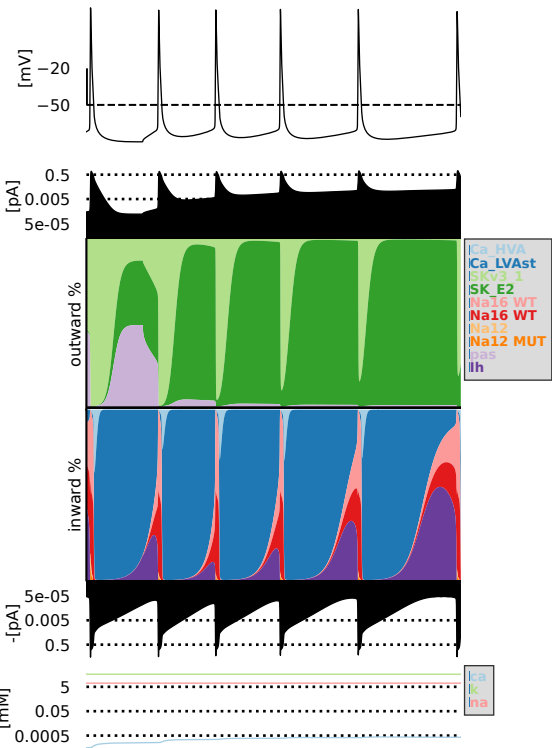 [mV]
−20
−50
[pA]
0.5
0.005
5e-05
outward %
Ca_HVA
Ca_LVAst
SKv3_1
SK_E2
Na16 WT
Na16 WT
Na12
Na12 MUT
pas
Ih
inward %
-[pA]
5e-05
0.005
0.5
[mM]
5
0.05
0.0005
ca
k
na